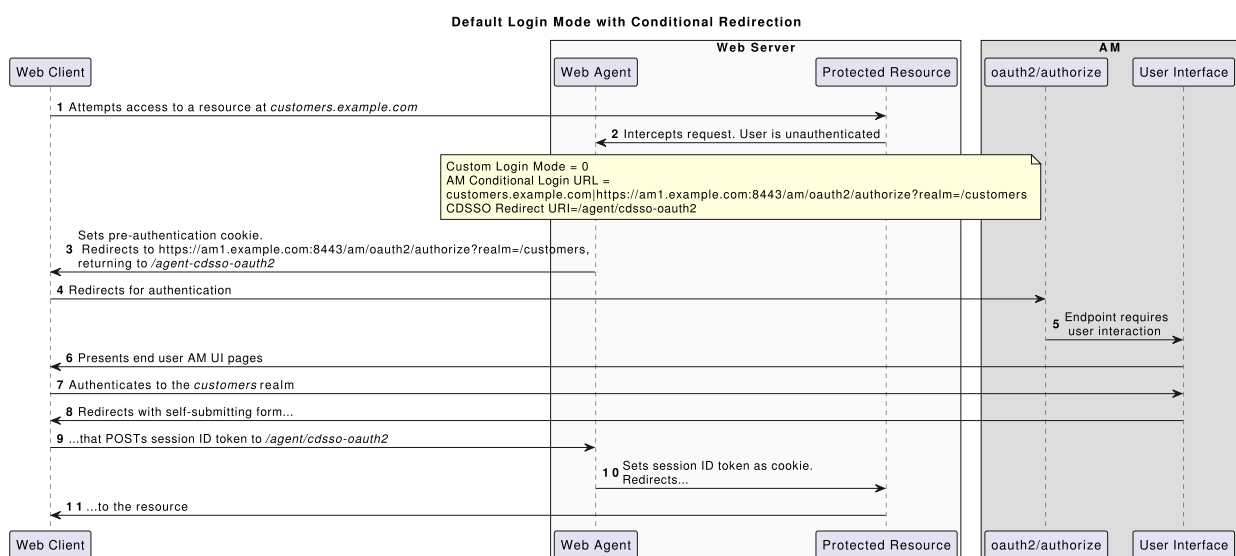 Default Login Mode with Conditional Redirection
Web Server
AM
Web Client
Web Agent
Protected Resource
oauth2/authorize
User Interface
1 Attempts access to a resource at customers.example.com
2 Intercepts request. User is unauthenticated
Custom Login Mode = 0
AM Conditional Login URL =
customers.example.com|https://am1.example.com:8443/am/oauth2/authorize?realm=/customers
CDSSO Redirect URI=/agent/cdsso-oauth2
Sets pre-authentication cookie.
3 Redirects to https://am1.example.com:8443/am/oauth2/authorize?realm=/customers,
returning to /agent-cdsso-oauth2
4 Redirects for authentication
5 Endpoint requires
user interaction
6 Presents end user AM UI pages
7 Authenticates to the customers realm
8 Redirects with self-submitting form...
9 ...that POSTs session ID token to /agent/cdsso-oauth2
10 Sets session ID token as cookie.
Redirects...
11 ...to the resource
Web Client
Web Agent
Protected Resource
oauth2/authorize
User Interface